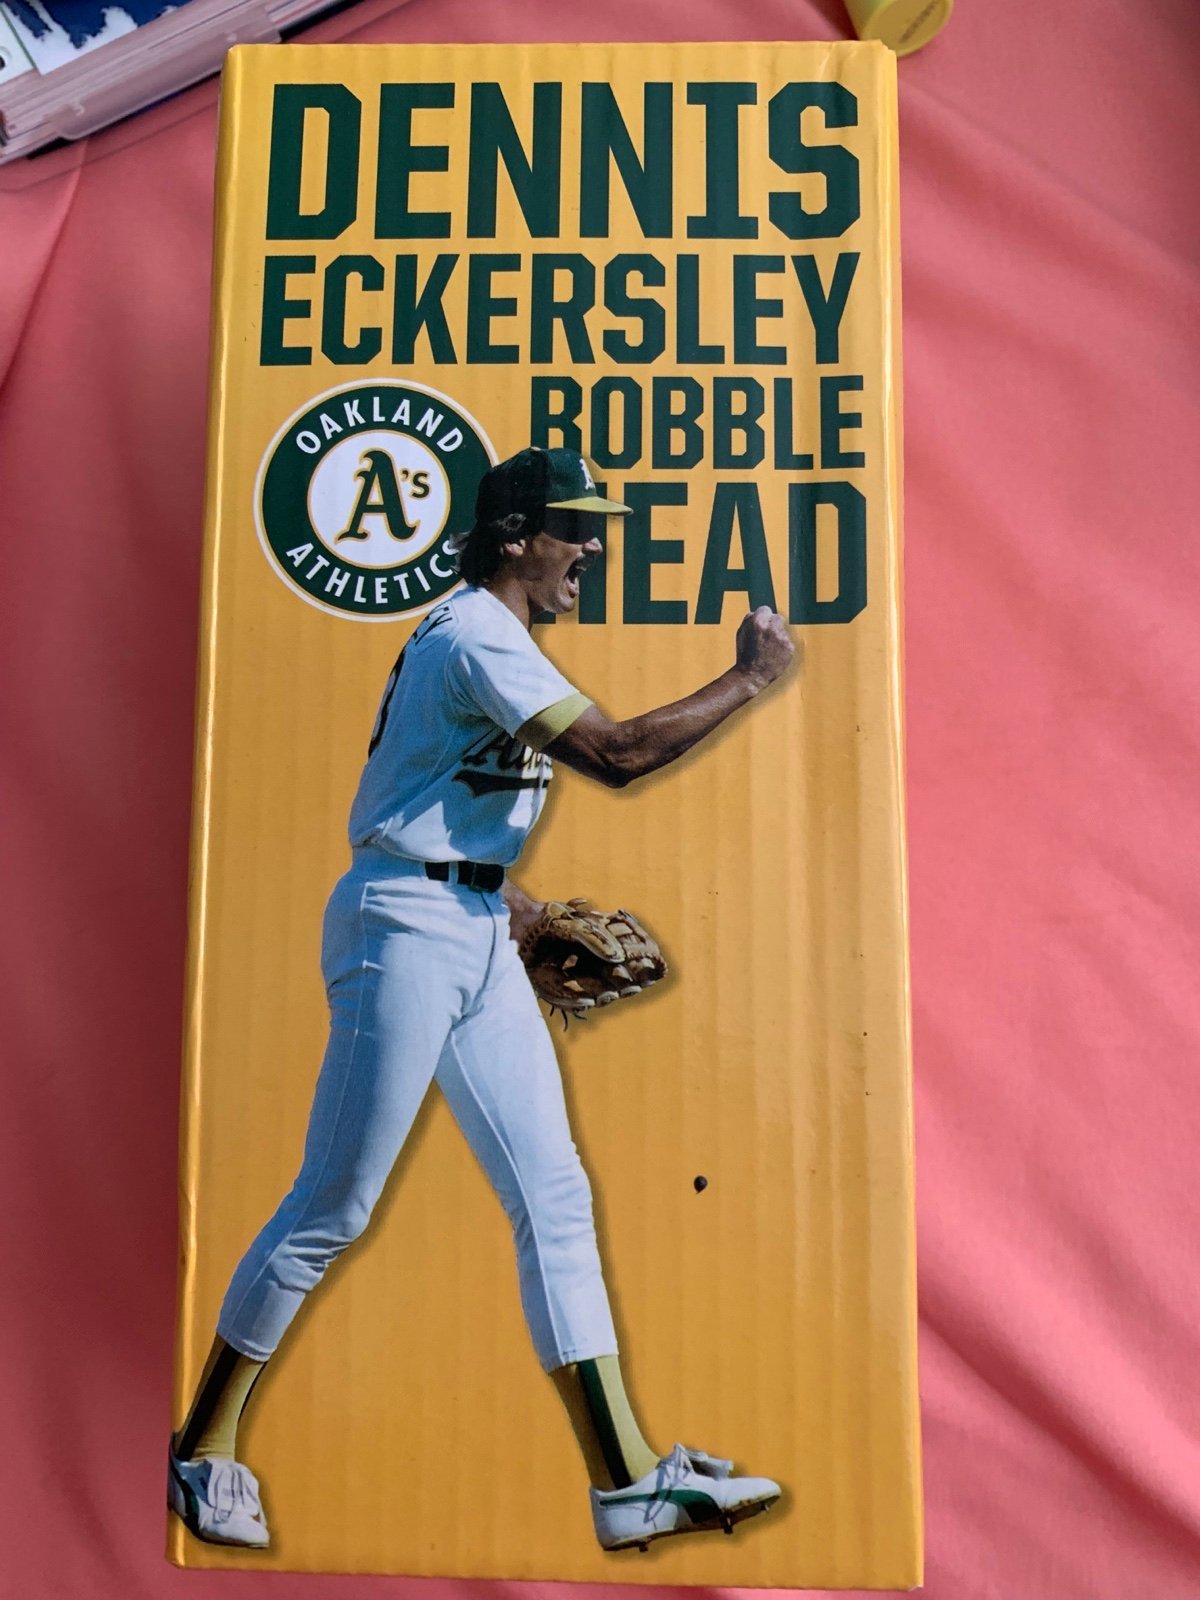 DENNIS
ECKERSLEY
BOBBLE
HEAD
OAKLAND
A's
ATHLETICS